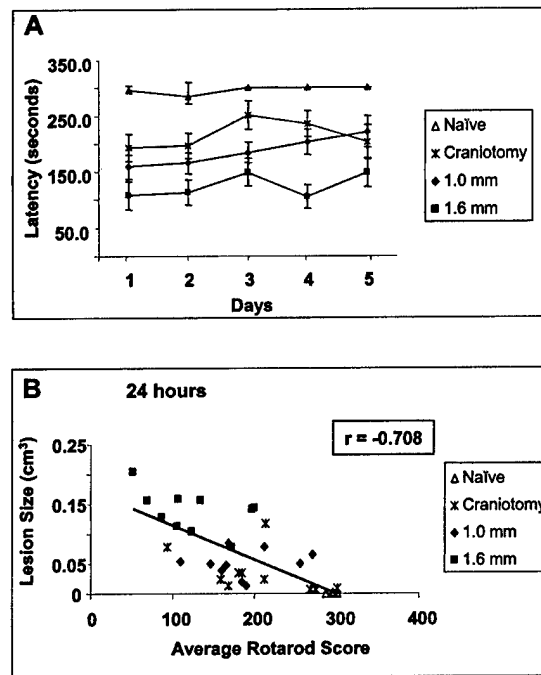 A
350.0
250.0
150.0
50.0
Latency (seconds)
1 2 3 4 5
Days
Naïve
Craniotomy
1.0 mm
1.6 mm
B
24 hours
r = -0.708
0.25
0.15
0.05
Lesion Size (cm³)
0 100 200 300 400
Average Rotarod Score
Naïve
Craniotomy
1.0 mm
1.6 mm